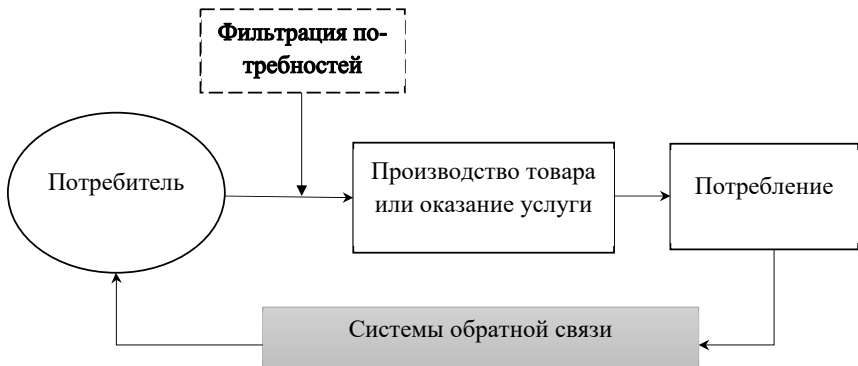 Фильтрация по-
требностей
Потребитель
Производство товара
или оказание услуги
Потребление
Системы обратной связи